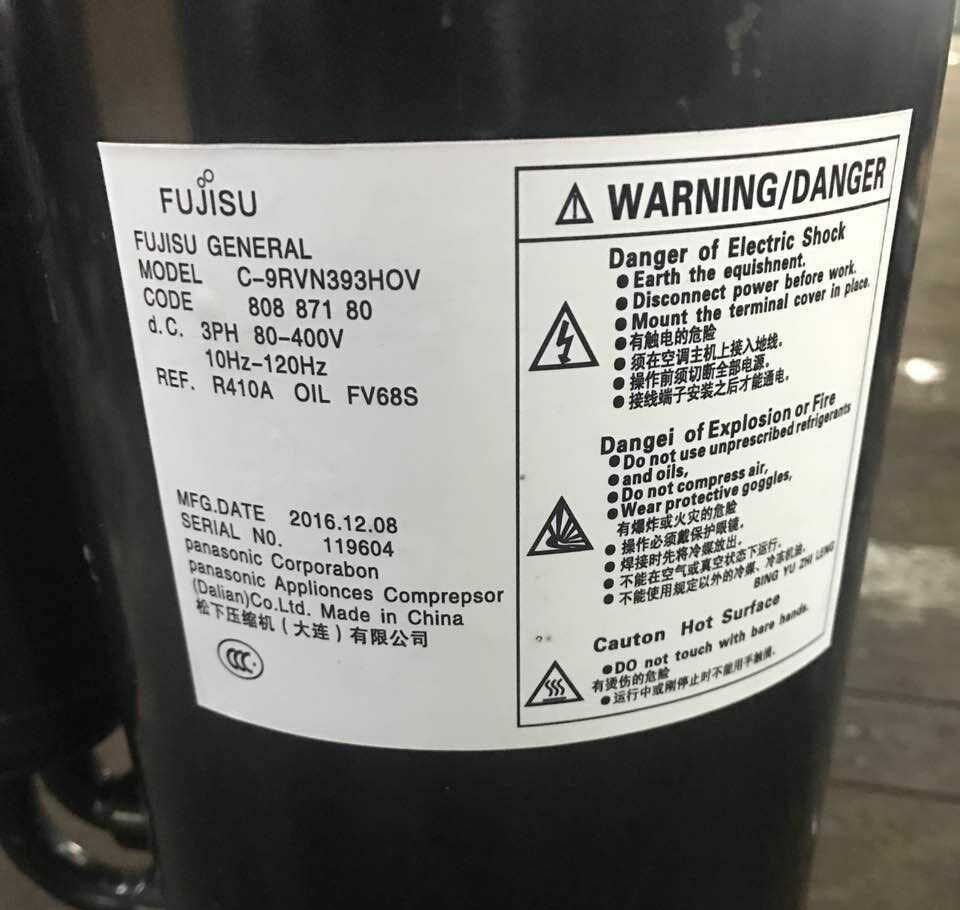 FUJISU
FUJISU GENERAL
MODEL C-9RVN393HOV
CODE 808 871 80
d.C. 3PH 80-400V
10Hz-120Hz
REF. R410A OIL FV68S
MFG.DATE 2016.12.08
SERIAL NO. 119604
panasonic Corporabon
panasonic Applionces Comprepsor
(Dalian)Co.Ltd. Made in China
松下压缩机(大连)有限公司
CCC
WARNING/DANGER
Danger of Electric Shock
●Earth the equishnent.
●Disconnect power before work.
●Mount the terminal cover in place.
●有触电的危险
●须在空调主机上接入地线。
●操作前须切断全部电源。
●接线端子安装之后才能通电。
Dangei of Explosion or Fire
●Do not use unprescribed refrigerants
●and oils,
●Do not compress air,
●Wear protective goggles,
有爆炸或火灾的危险
●操作必须戴保护眼镜。
●焊接时先将冷媒放出。
●不能在空气或真空状态下运行。
●不能使用规定以外的冷媒、冷冻机油。
BING YU ZHI LENG
Cauton Hot Surface
●DO not touch with bare hands.
有烫伤的危险
●运行中或刚停止时不能用手触摸。